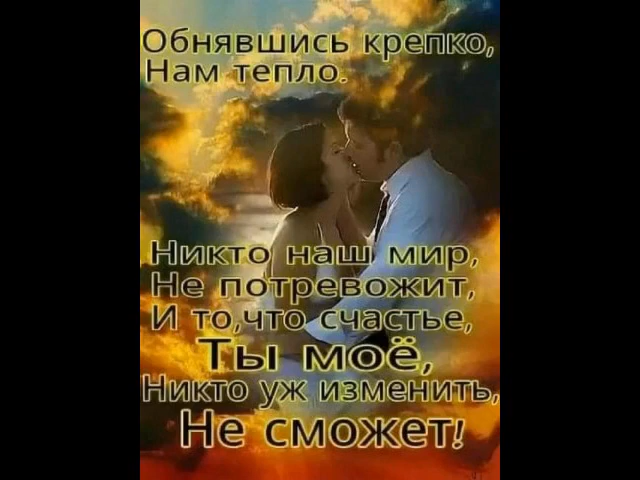 Обнявшись крепко,
Нам тепло.
Никто наш мир,
Не потревожит,
И то,что счастье,
Ты моё,
Никто уж изменить,
Не сможет!